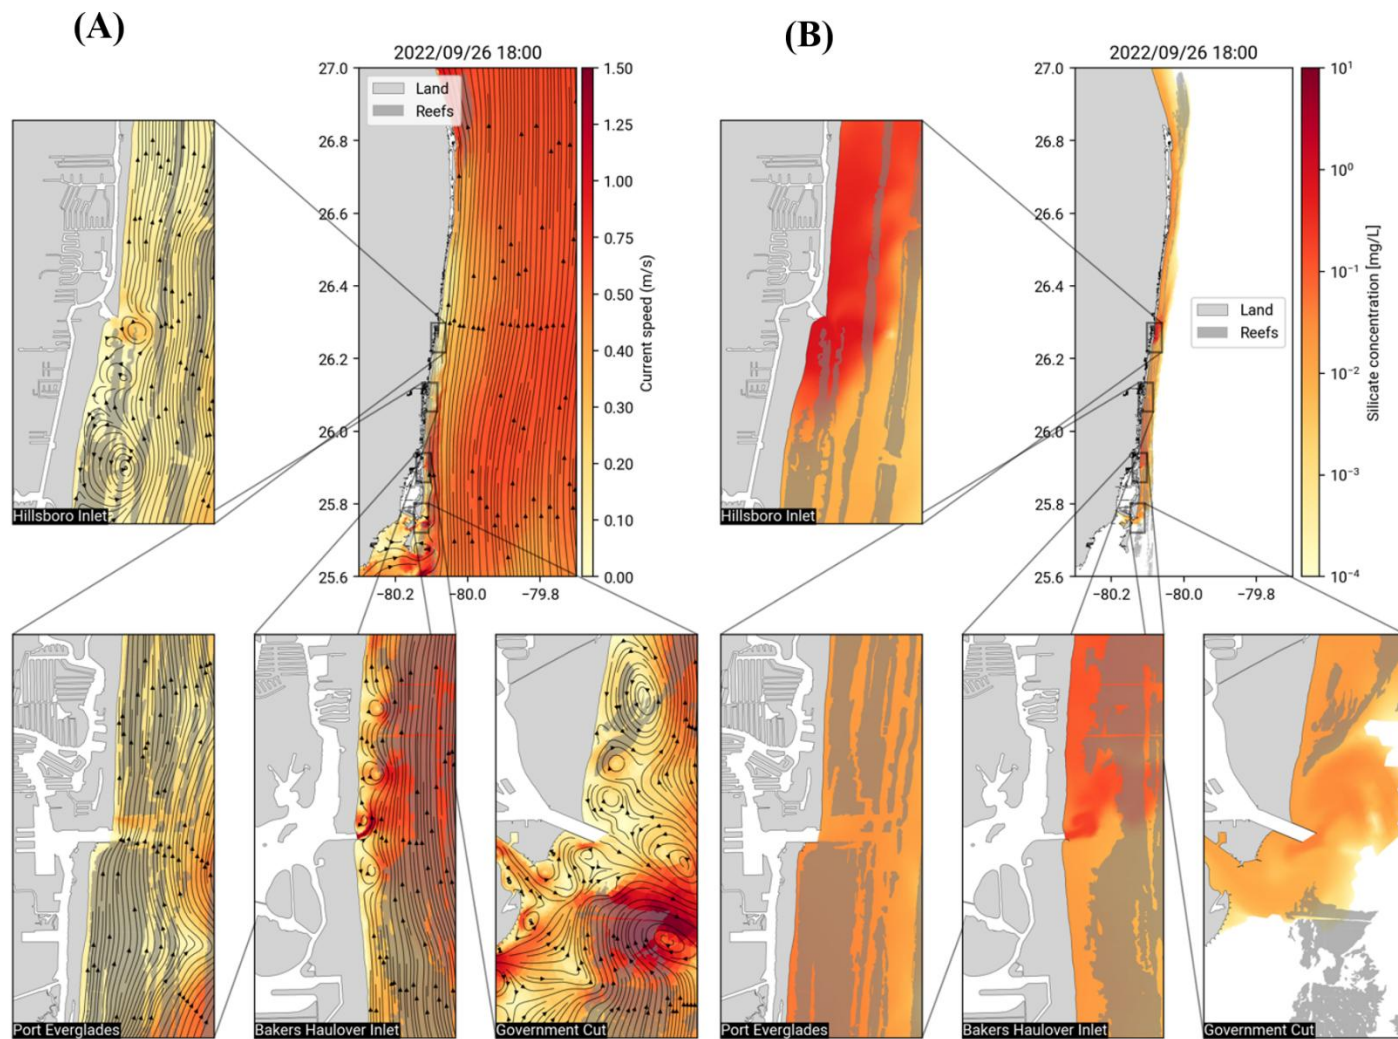 (A)
2022/09/26 18:00
Land
Reefs
27.0
26.8
26.6
26.4
26.2
26.0
25.8
25.6
−80.2
−80.0
−79.8
1.50
1.25
1.00
0.75
0.50
0.40
0.30
0.20
0.10
0.00
Current speed (m/s)
Hillsboro Inlet
Port Everglades
Bakers Haulover Inlet
Government Cut
(B)
2022/09/26 18:00
27.0
26.8
26.6
26.4
26.2
26.0
25.8
25.6
−80.2
−80.0
−79.8
Land
Reefs
10¹
10⁰
10⁻¹
10⁻²
10⁻³
10⁻⁴
Silicate concentration [mg/L]
Hillsboro Inlet
Port Everglades
Bakers Haulover Inlet
Government Cut